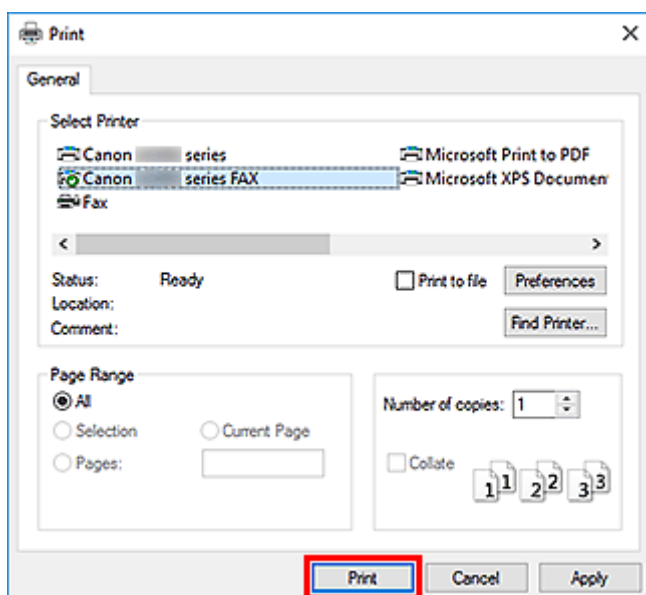 Print
General
Select Printer
Canon series
Microsoft Print to PDF
Canon series FAX
Microsoft XPS Documen
Fax
Status: Ready
Print to file
Preferences
Location:
Comment:
Find Printer...
Page Range
All
Selection
Current Page
Pages:
Number of copies: 1
Collate
1 1 2 2 3 3
Print
Cancel
Apply